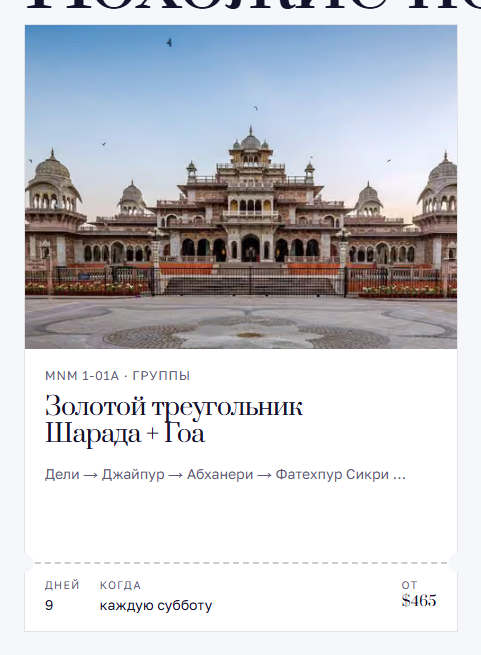 MNM 1-01A · ГРУППЫ
Золотой треугольник
Шарада + Гоа
Дели → Джайпур → Абханери → Фатехпур Сикри ...
ДНЕЙ КОГДА ОТ
9 каждую субботу $465